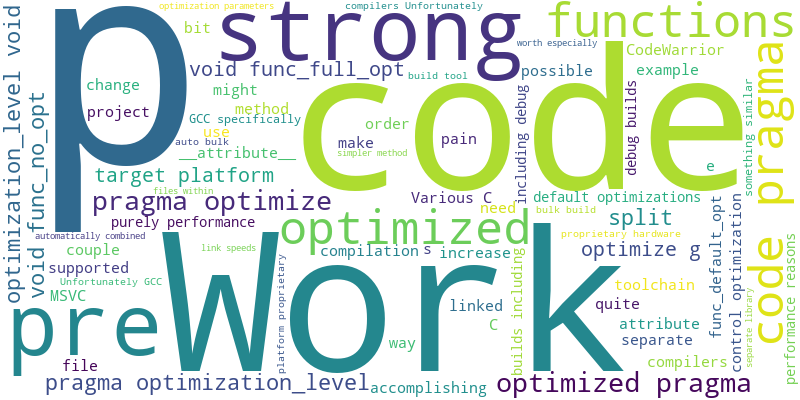 optimization parameters
compilers Unfortunately
p
strong
functions
bit
worth especially
CodeWarrior
void func_full_opt
build tool
possible
example
change
might
project
method
GCC specifically
order
use
auto bulk
make
pain
simpler method
__attribute__
target platform
e
including debug
debug builds
something similar
code
code pragma
optimization_level void
void func_no_opt
files within
pragma optimize
Various C
default optimizations
need
bulk build
split
purely performance
optimized
proprietary hardware
automatically combined
link speeds
couple
compilation
s
increase
optimize g
supported
Unfortunately GCC
toolchain
MSVC
pre
Work
linked
quite
C
attribute
way
separate
platform proprietary
builds including
func_default_opt
control optimization
separate library
performance reasons
file
compilers
pragma optimization_level
accomplishing
optimized pragma